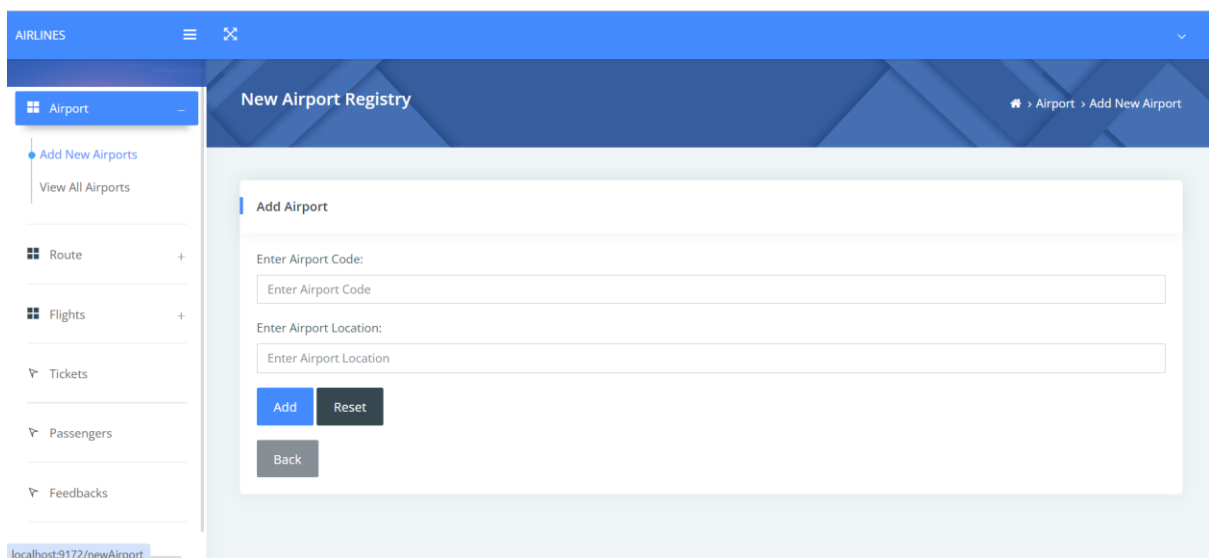 AIRLINES
New Airport Registry
Airport > Add New Airport
Airport
Add New Airports
View All Airports
Route
Flights
Tickets
Passengers
Feedbacks
Add Airport
Enter Airport Code:
Enter Airport Code
Enter Airport Location:
Enter Airport Location
Add
Reset
Back
localhost:9172/newAirport